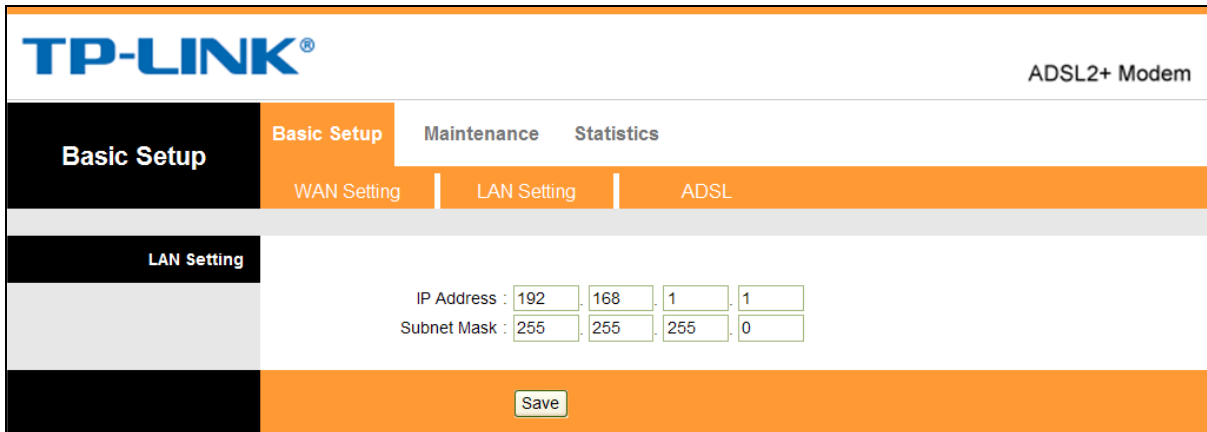 TP-LINK®
ADSL2+ Modem
Basic Setup
Basic Setup Maintenance Statistics
WAN Setting LAN Setting ADSL
LAN Setting
IP Address : 192 . 168 . 1 . 1
Subnet Mask : 255 . 255 . 255 . 0
Save